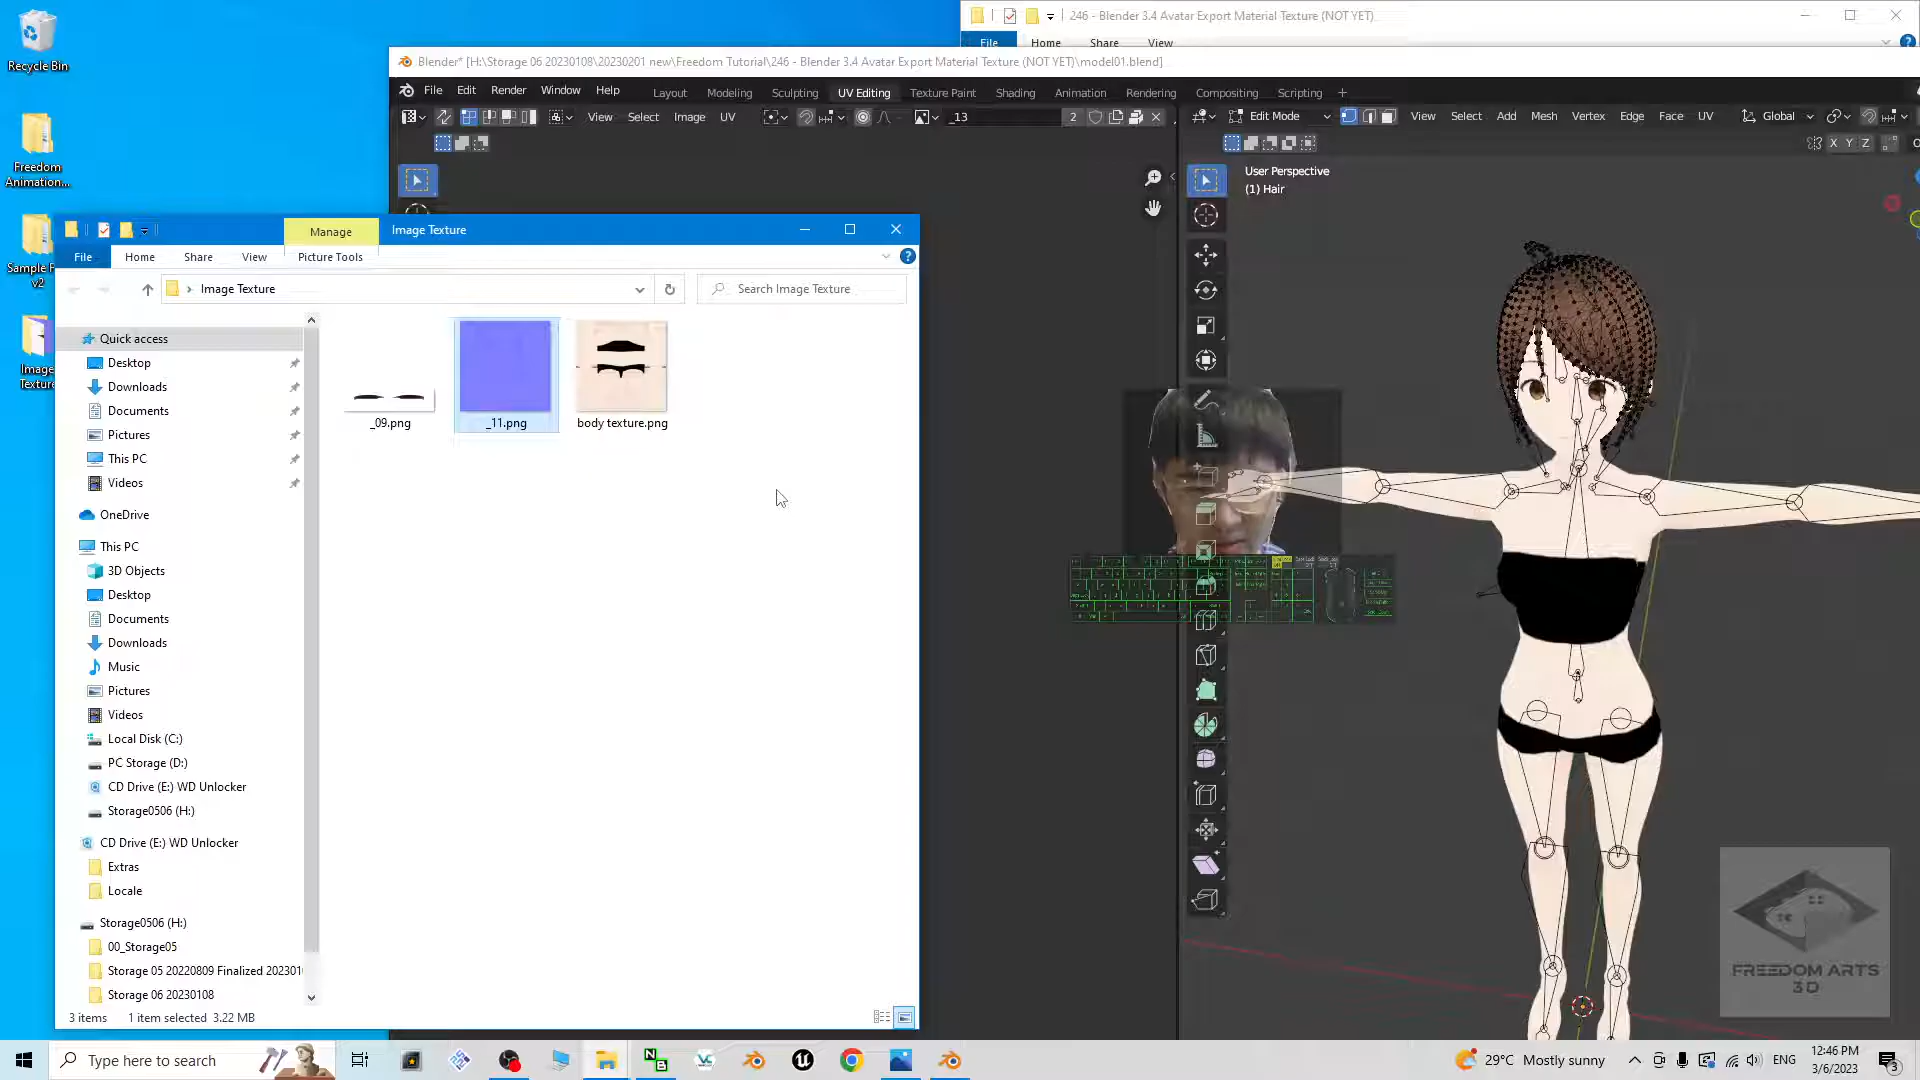 Recycle Bin
Freedom
Animation...
Sample F
v2
Image
Texture
246 - Blender 3.4 Avatar Export Material Texture (NOT YET)
File Home Share View
Blender* [H:\Storage 06 20230108\20230201 new\Freedom Tutorial\246 - Blender 3.4 Avatar Export Material Texture (NOT YET)\model01.blend]
File Edit Render Window Help
Layout Modeling Sculpting UV Editing Texture Paint Shading Animation Rendering Compositing Scripting +
View Select Image UV
_13
2
Edit Mode
View Select Add Mesh Vertex Edge Face UV
Global
X Y Z
User Perspective
(1) Hair
Manage
Image Texture
File Home Share View Picture Tools
Image Texture
Search Image Texture
Quick access
Desktop
Downloads
Documents
Pictures
This PC
Videos
OneDrive
This PC
3D Objects
Desktop
Documents
Downloads
Music
Pictures
Videos
Local Disk (C:)
PC Storage (D:)
CD Drive (E:) WD Unlocker
Storage0506 (H:)
CD Drive (E:) WD Unlocker
Extras
Locale
Storage0506 (H:)
00_Storage05
Storage 05 20220809 Finalized 202301
Storage 06 20230108
_09.png
_11.png
body texture.png
3 items 1 item selected 3.22 MB
FREEDOM ARTS
3D
Type here to search
29°C Mostly sunny
ENG
12:46 PM
3/6/2023
3